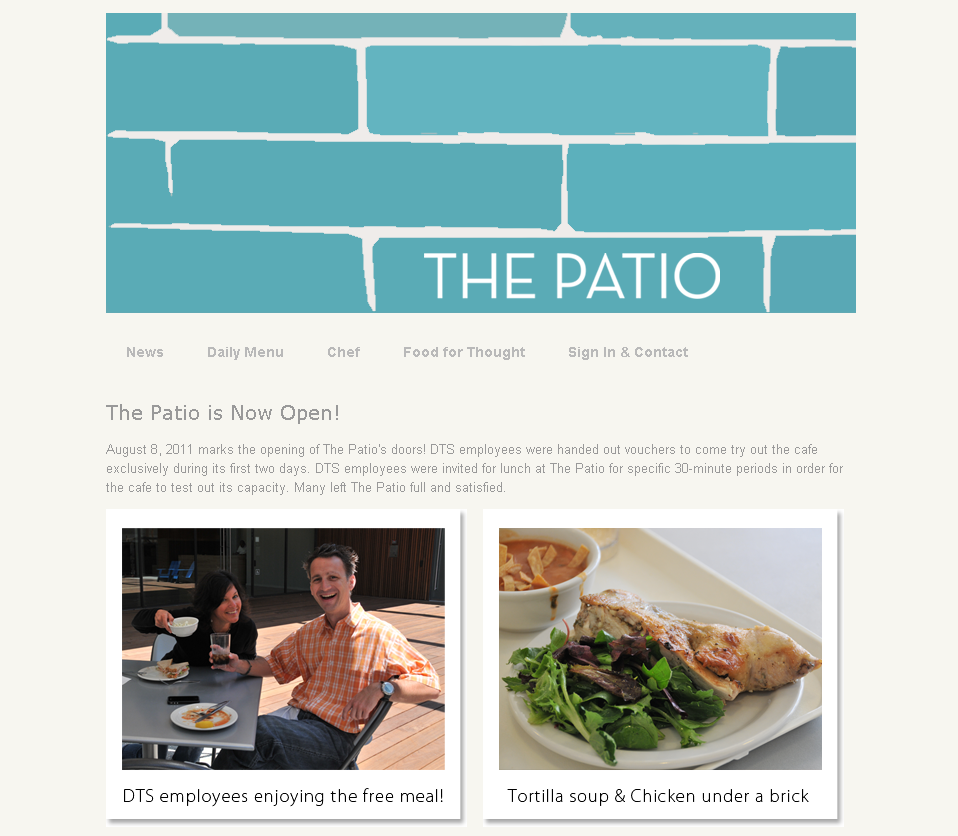 THE PATIO
News Daily Menu Chef Food for Thought Sign In & Contact
The Patio is Now Open!
August 8, 2011 marks the opening of The Patio's doors! DTS employees were handed out vouchers to come try out the cafe
exclusively during its first two days. DTS employees were invited for lunch at The Patio for specific 30-minute periods in order for
the cafe to test out its capacity. Many left The Patio full and satisfied.
DTS employees enjoying the free meal!
Tortilla soup & Chicken under a brick